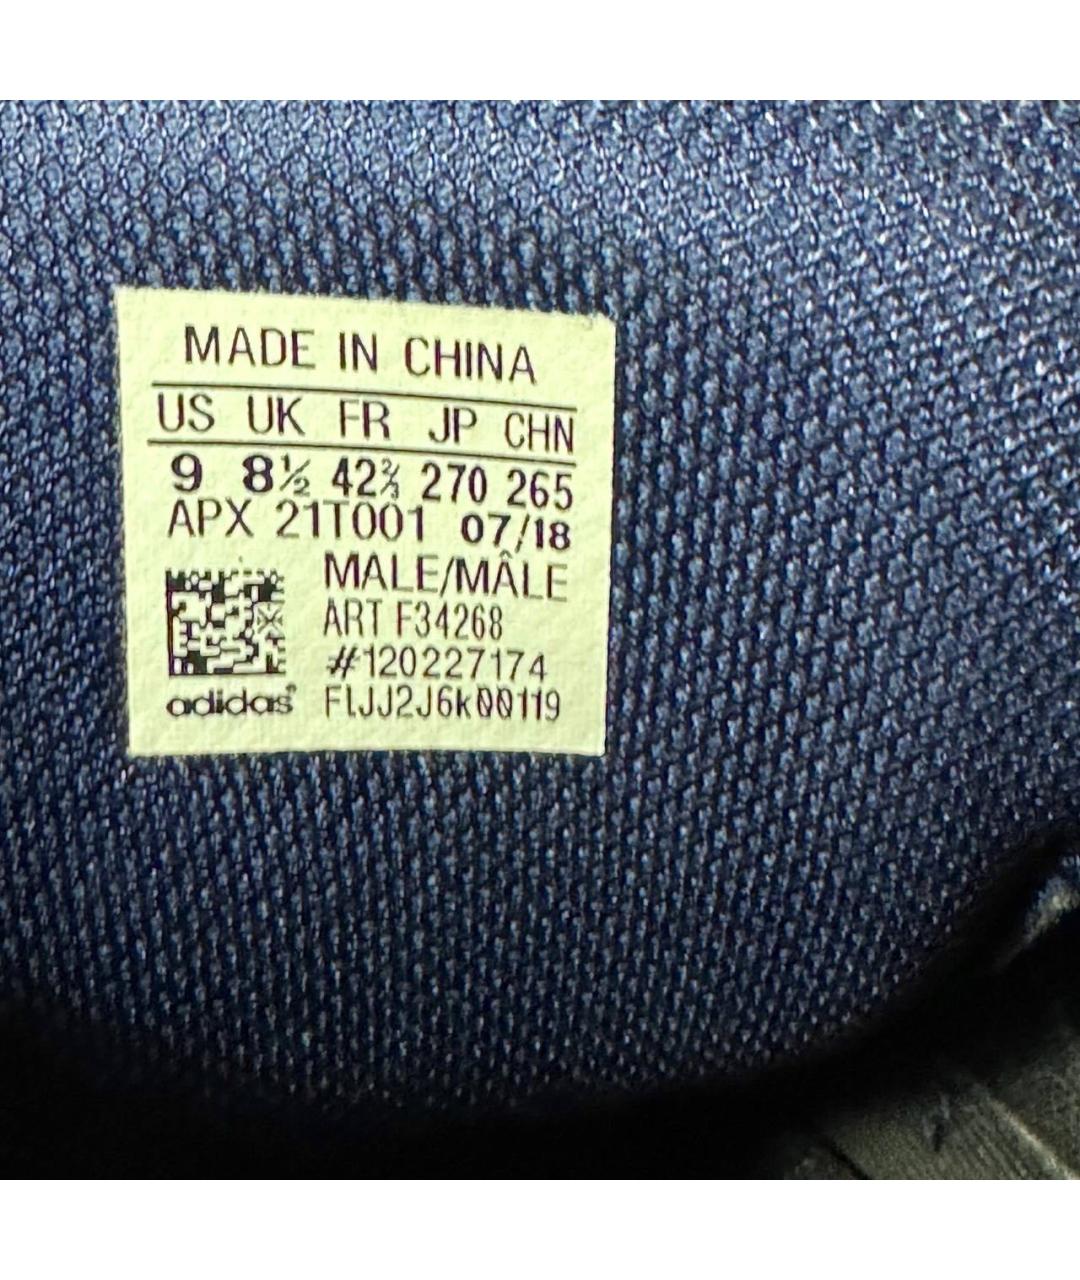 MADE IN CHINA
US UK FR JP CHN
9 8½ 42⅔ 270 265
APX 21T001 07/18
MALE/MÂLE
ART F34268
#120227174
adidas FLJJ2J6k00119